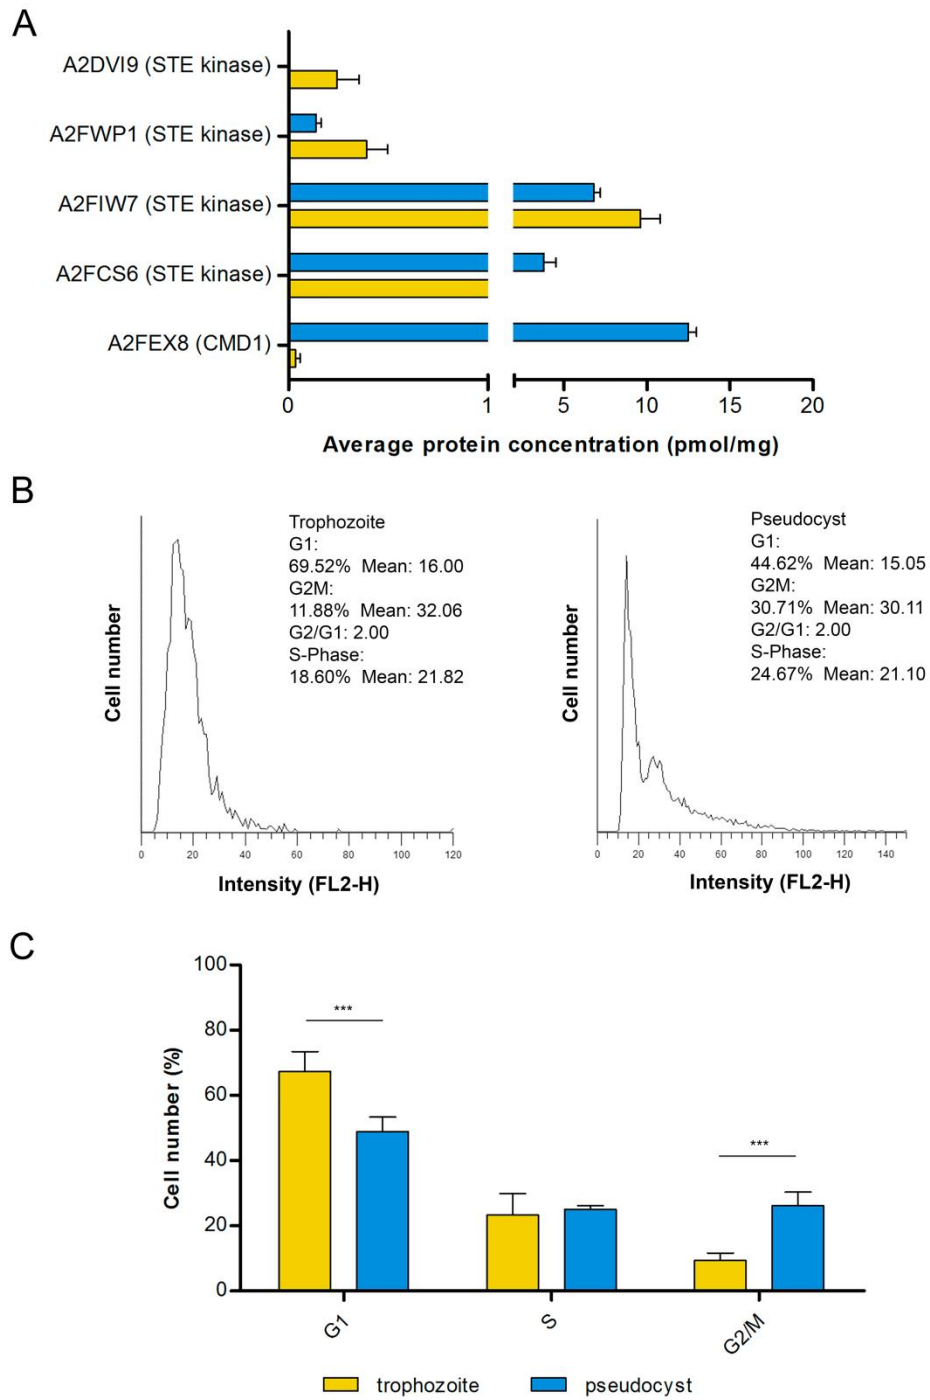 A
A2DVI9 (STE kinase)
A2FWP1 (STE kinase)
A2FIW7 (STE kinase)
A2FCS6 (STE kinase)
A2FEX8 (CMD1)
0 1 5 10 15 20
Average protein concentration (pmol/mg)
B
Cell number
Trophozoite
G1:
69.52% Mean: 16.00
G2M:
11.88% Mean: 32.06
G2/G1: 2.00
S-Phase:
18.60% Mean: 21.82
0 20 40 60 80 100 120
Intensity (FL2-H)
Cell number
Pseudocyst
G1:
44.62% Mean: 15.05
G2M:
30.71% Mean: 30.11
G2/G1: 2.00
S-Phase:
24.67% Mean: 21.10
0 20 40 60 80 100 120 140
Intensity (FL2-H)
C
Cell number (%)
100
80
60
40
20
0
***
***
G1 S G2/M
trophozoite pseudocyst